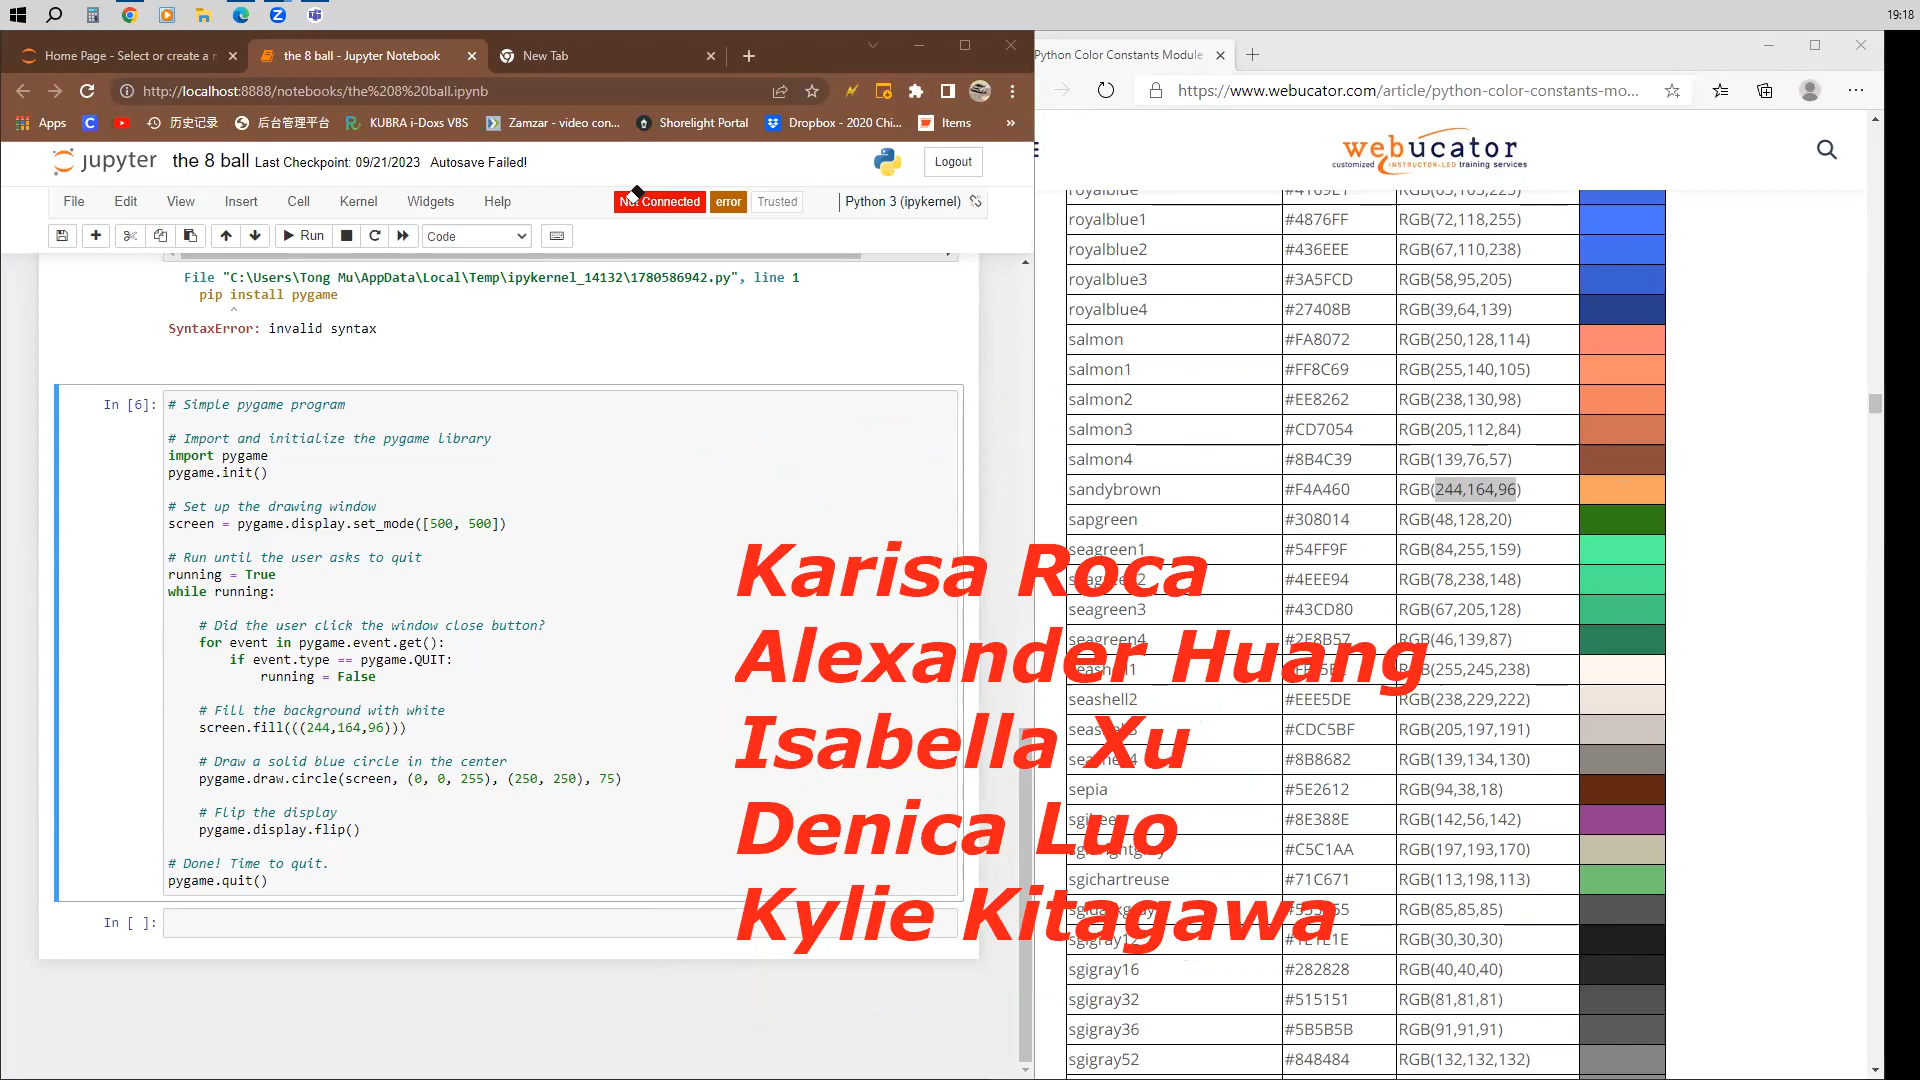 19:18
Home Page - Select or create a n
the 8 ball - Jupyter Notebook
New Tab
Python Color Constants Module
http://localhost:8888/notebooks/the%208%20ball.ipynb
https://www.webucator.com/article/python-color-constants-mo...
Apps
历史记录
后台管理平台
KUBRA i-Doxs VBS
Zamzar - video con...
Shorelight Portal
Dropbox - 2020 Chi...
Items
»
jupyter the 8 ball Last Checkpoint: 09/21/2023 Autosave Failed!
Logout
webucator
customized INSTRUCTOR-LED training services
File Edit View Insert Cell Kernel Widgets Help
Connected error Trusted Python 3 (ipykernel)
Run Code
File "C:\Users\Tong Mu\AppData\Local\Temp\ipykernel_14132\1780586942.py", line 1
pip install pygame
^
SyntaxError: invalid syntax
In [6]:
# Simple pygame program
# Import and initialize the pygame library
import pygame
pygame.init()
# Set up the drawing window
screen = pygame.display.set_mode([500, 500])
# Run until the user asks to quit
running = True
while running:
# Did the user click the window close button?
for event in pygame.event.get():
if event.type == pygame.QUIT:
running = False
# Fill the background with white
screen.fill(((244,164,96)))
# Draw a solid blue circle in the center
pygame.draw.circle(screen, (0, 0, 255), (250, 250), 75)
# Flip the display
pygame.display.flip()
# Done! Time to quit.
pygame.quit()
In [ ]:
Karisa Roca
Alexander Huang
Isabella Xu
Denica Luo
Kylie Kitagawa
royalblue #4169E1 RGB(65,105,225)
royalblue1 #4876FF RGB(72,118,255)
royalblue2 #436EEE RGB(67,110,238)
royalblue3 #3A5FCD RGB(58,95,205)
royalblue4 #27408B RGB(39,64,139)
salmon #FA8072 RGB(250,128,114)
salmon1 #FF8C69 RGB(255,140,105)
salmon2 #EE8262 RGB(238,130,98)
salmon3 #CD7054 RGB(205,112,84)
salmon4 #8B4C39 RGB(139,76,57)
sandybrown #F4A460 RGB(244,164,96)
sapgreen #308014 RGB(48,128,20)
seagreen1 #54FF9F RGB(84,255,159)
#4EEE94 RGB(78,238,148)
seagreen3 #43CD80 RGB(67,205,128)
seagreen4 #2E8B57 RGB(46,139,87)
RGB(255,245,238)
seashell2 #EEE5DE RGB(238,229,222)
#CDC5BF RGB(205,197,191)
#8B8682 RGB(139,134,130)
sepia #5E2612 RGB(94,38,18)
#8E388E RGB(142,56,142)
#C5C1AA RGB(197,193,170)
sgichartreuse #71C671 RGB(113,198,113)
RGB(85,85,85)
sgigray12 #1E1E1E RGB(30,30,30)
sgigray16 #282828 RGB(40,40,40)
sgigray32 #515151 RGB(81,81,81)
sgigray36 #5B5B5B RGB(91,91,91)
sgigray52 #848484 RGB(132,132,132)